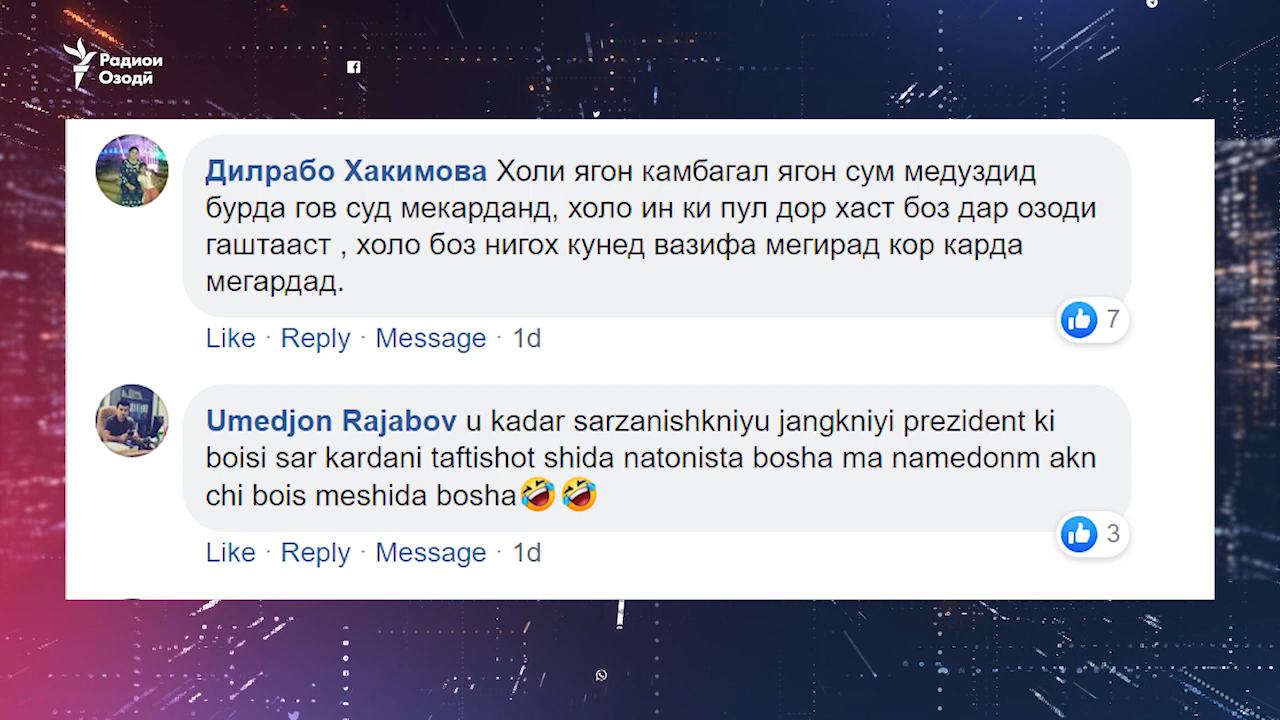 Радиои
Озодӣ
Дилрабо Хакимова Холи ягон камбагал ягон сум медуздид
бурда гов суд мекарданд, холо ин ки пул дор хаст боз дар озоди
гаштааст , холо боз нигох кунед вазифа мегирад кор карда
мегардад.
7
Like · Reply · Message · 1d
Umedjon Rajabov u kadar sarzanishkniyu jangkniyi prezident ki
boisi sar kardani taftishot shida natonista bosha ma namedonm akn
chi bois meshida bosha🤣🤣
3
Like · Reply · Message · 1d